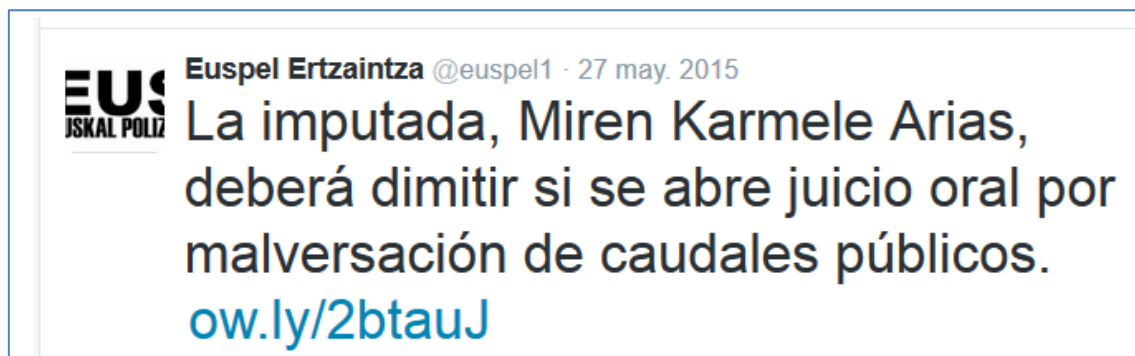 Euspel Ertzaintza @euspel1 · 27 may. 2015
EUS
USKAL POLIZ
La imputada, Miren Karmele Arias,
deberá dimitir si se abre juicio oral por
malversación de caudales públicos.
ow.ly/2btauJ